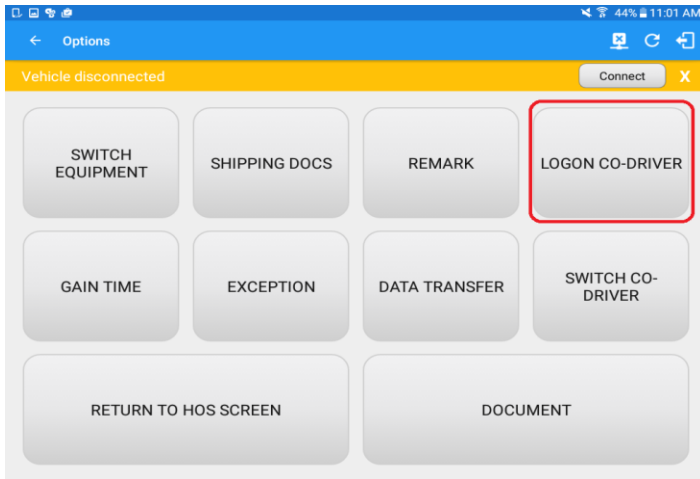 44% 11:01 AM
Options
Vehicle disconnected
Connect
X
SWITCH
EQUIPMENT
SHIPPING DOCS
REMARK
LOGON CO-DRIVER
GAIN TIME
EXCEPTION
DATA TRANSFER
SWITCH CO-
DRIVER
RETURN TO HOS SCREEN
DOCUMENT